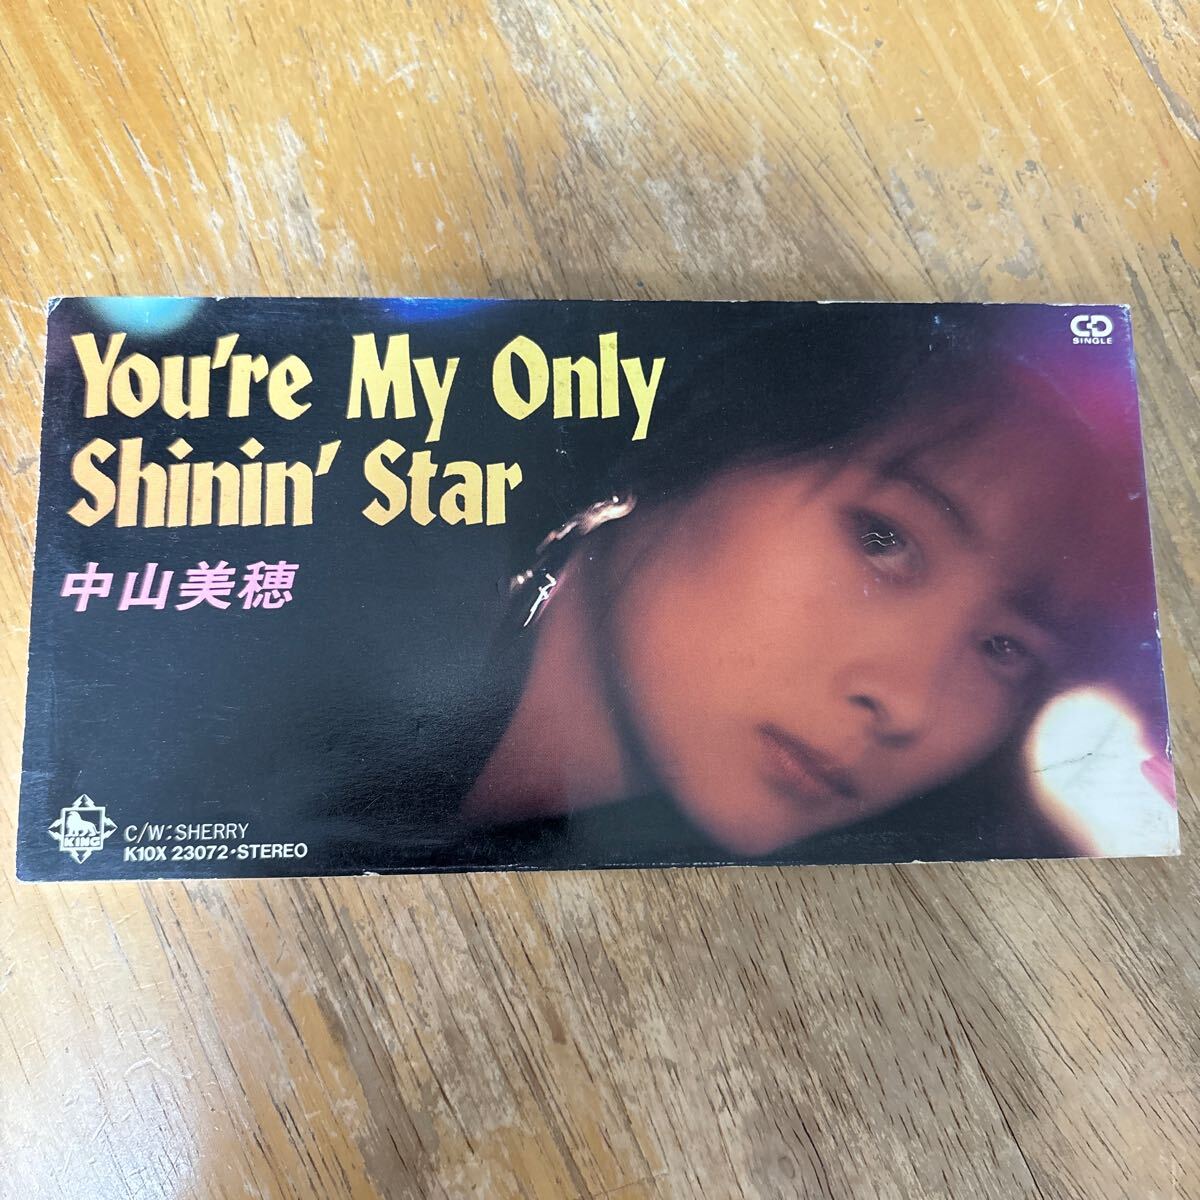 You're My Only
Shinin' Star
中山美穂
CD
SINGLE
KING
C/W: SHERRY
K10X 23072・STEREO